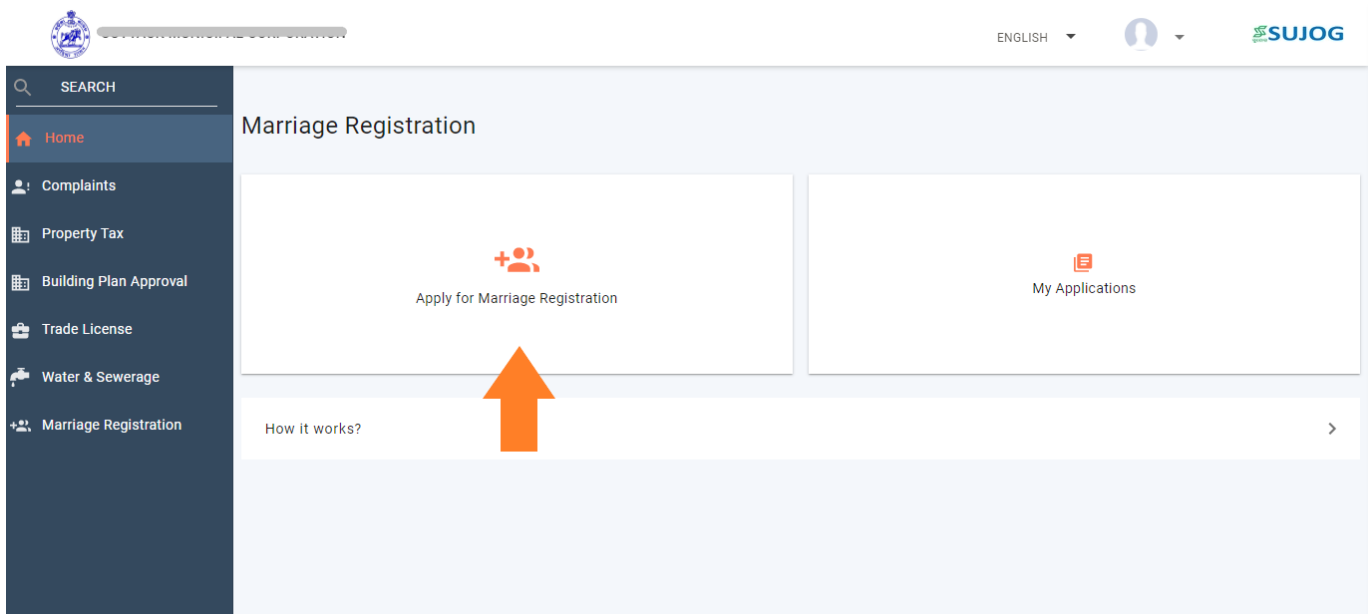 ENGLISH
SUJOG
SEARCH
Home
Complaints
Property Tax
Building Plan Approval
Trade License
Water & Sewerage
Marriage Registration
Marriage Registration
Apply for Marriage Registration
My Applications
How it works?